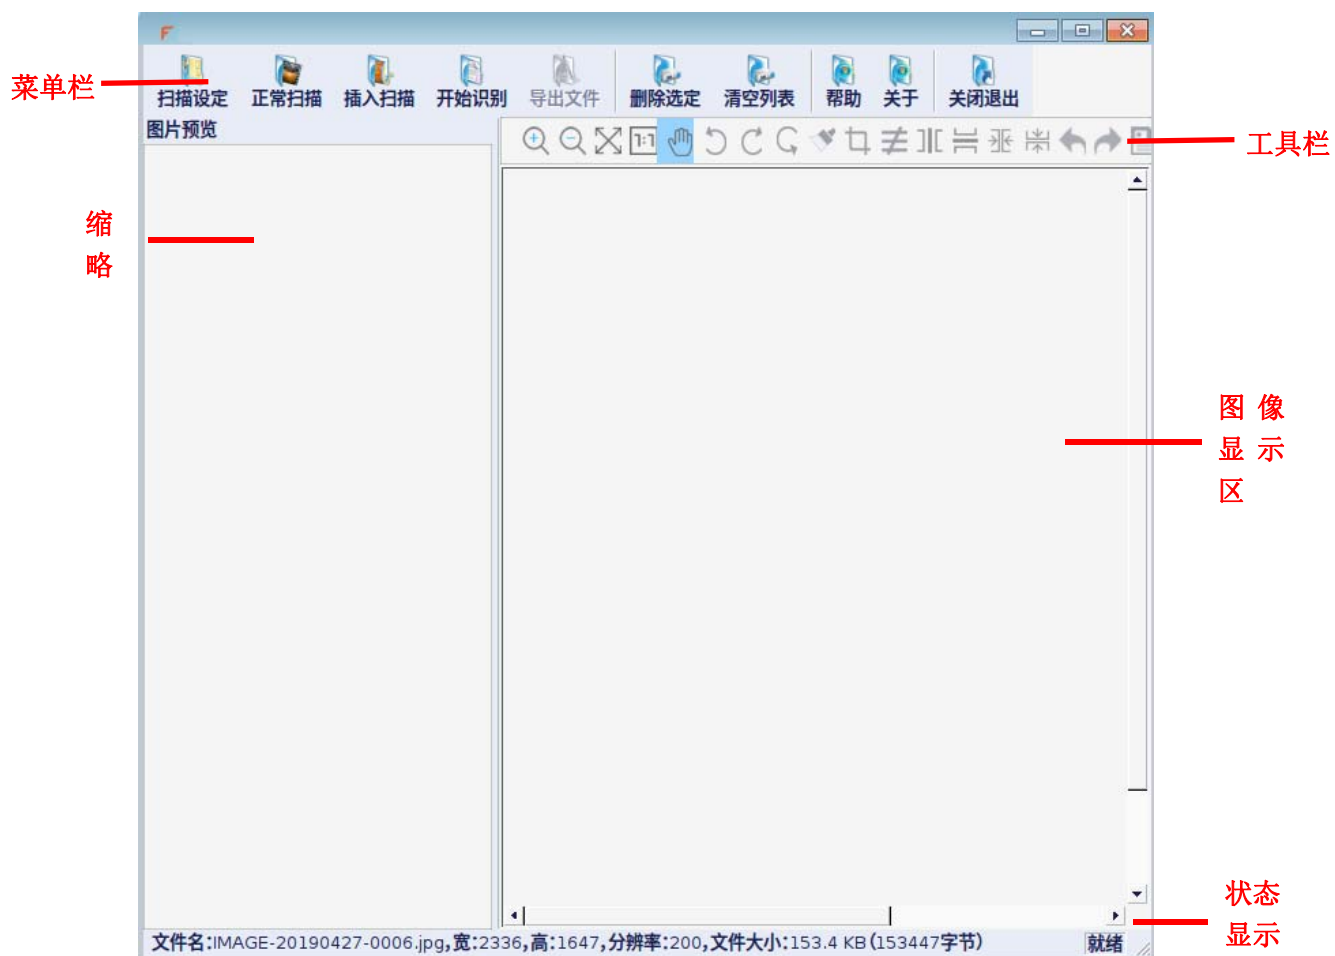 菜单栏
扫描设定 正常扫描 插入扫描 开始识别 导出文件 删除选定 清空列表 帮助 关于 关闭退出
图片预览
1:1
工具栏
缩
略
图 像
显 示
区
状态
显示
文件名:IMAGE-20190427-0006.jpg,宽:2336,高:1647,分辨率:200,文件大小:153.4 KB(153447字节) 就绪